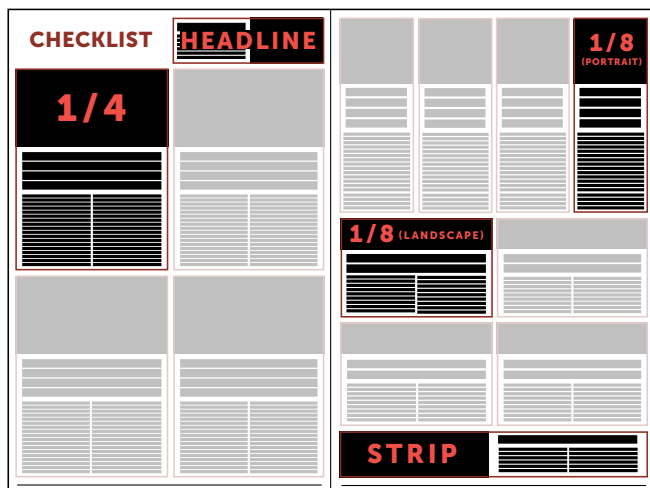 CHECKLIST
HEADLINE
1/4
1/8
(PORTRAIT)
1/8 (LANDSCAPE)
STRIP